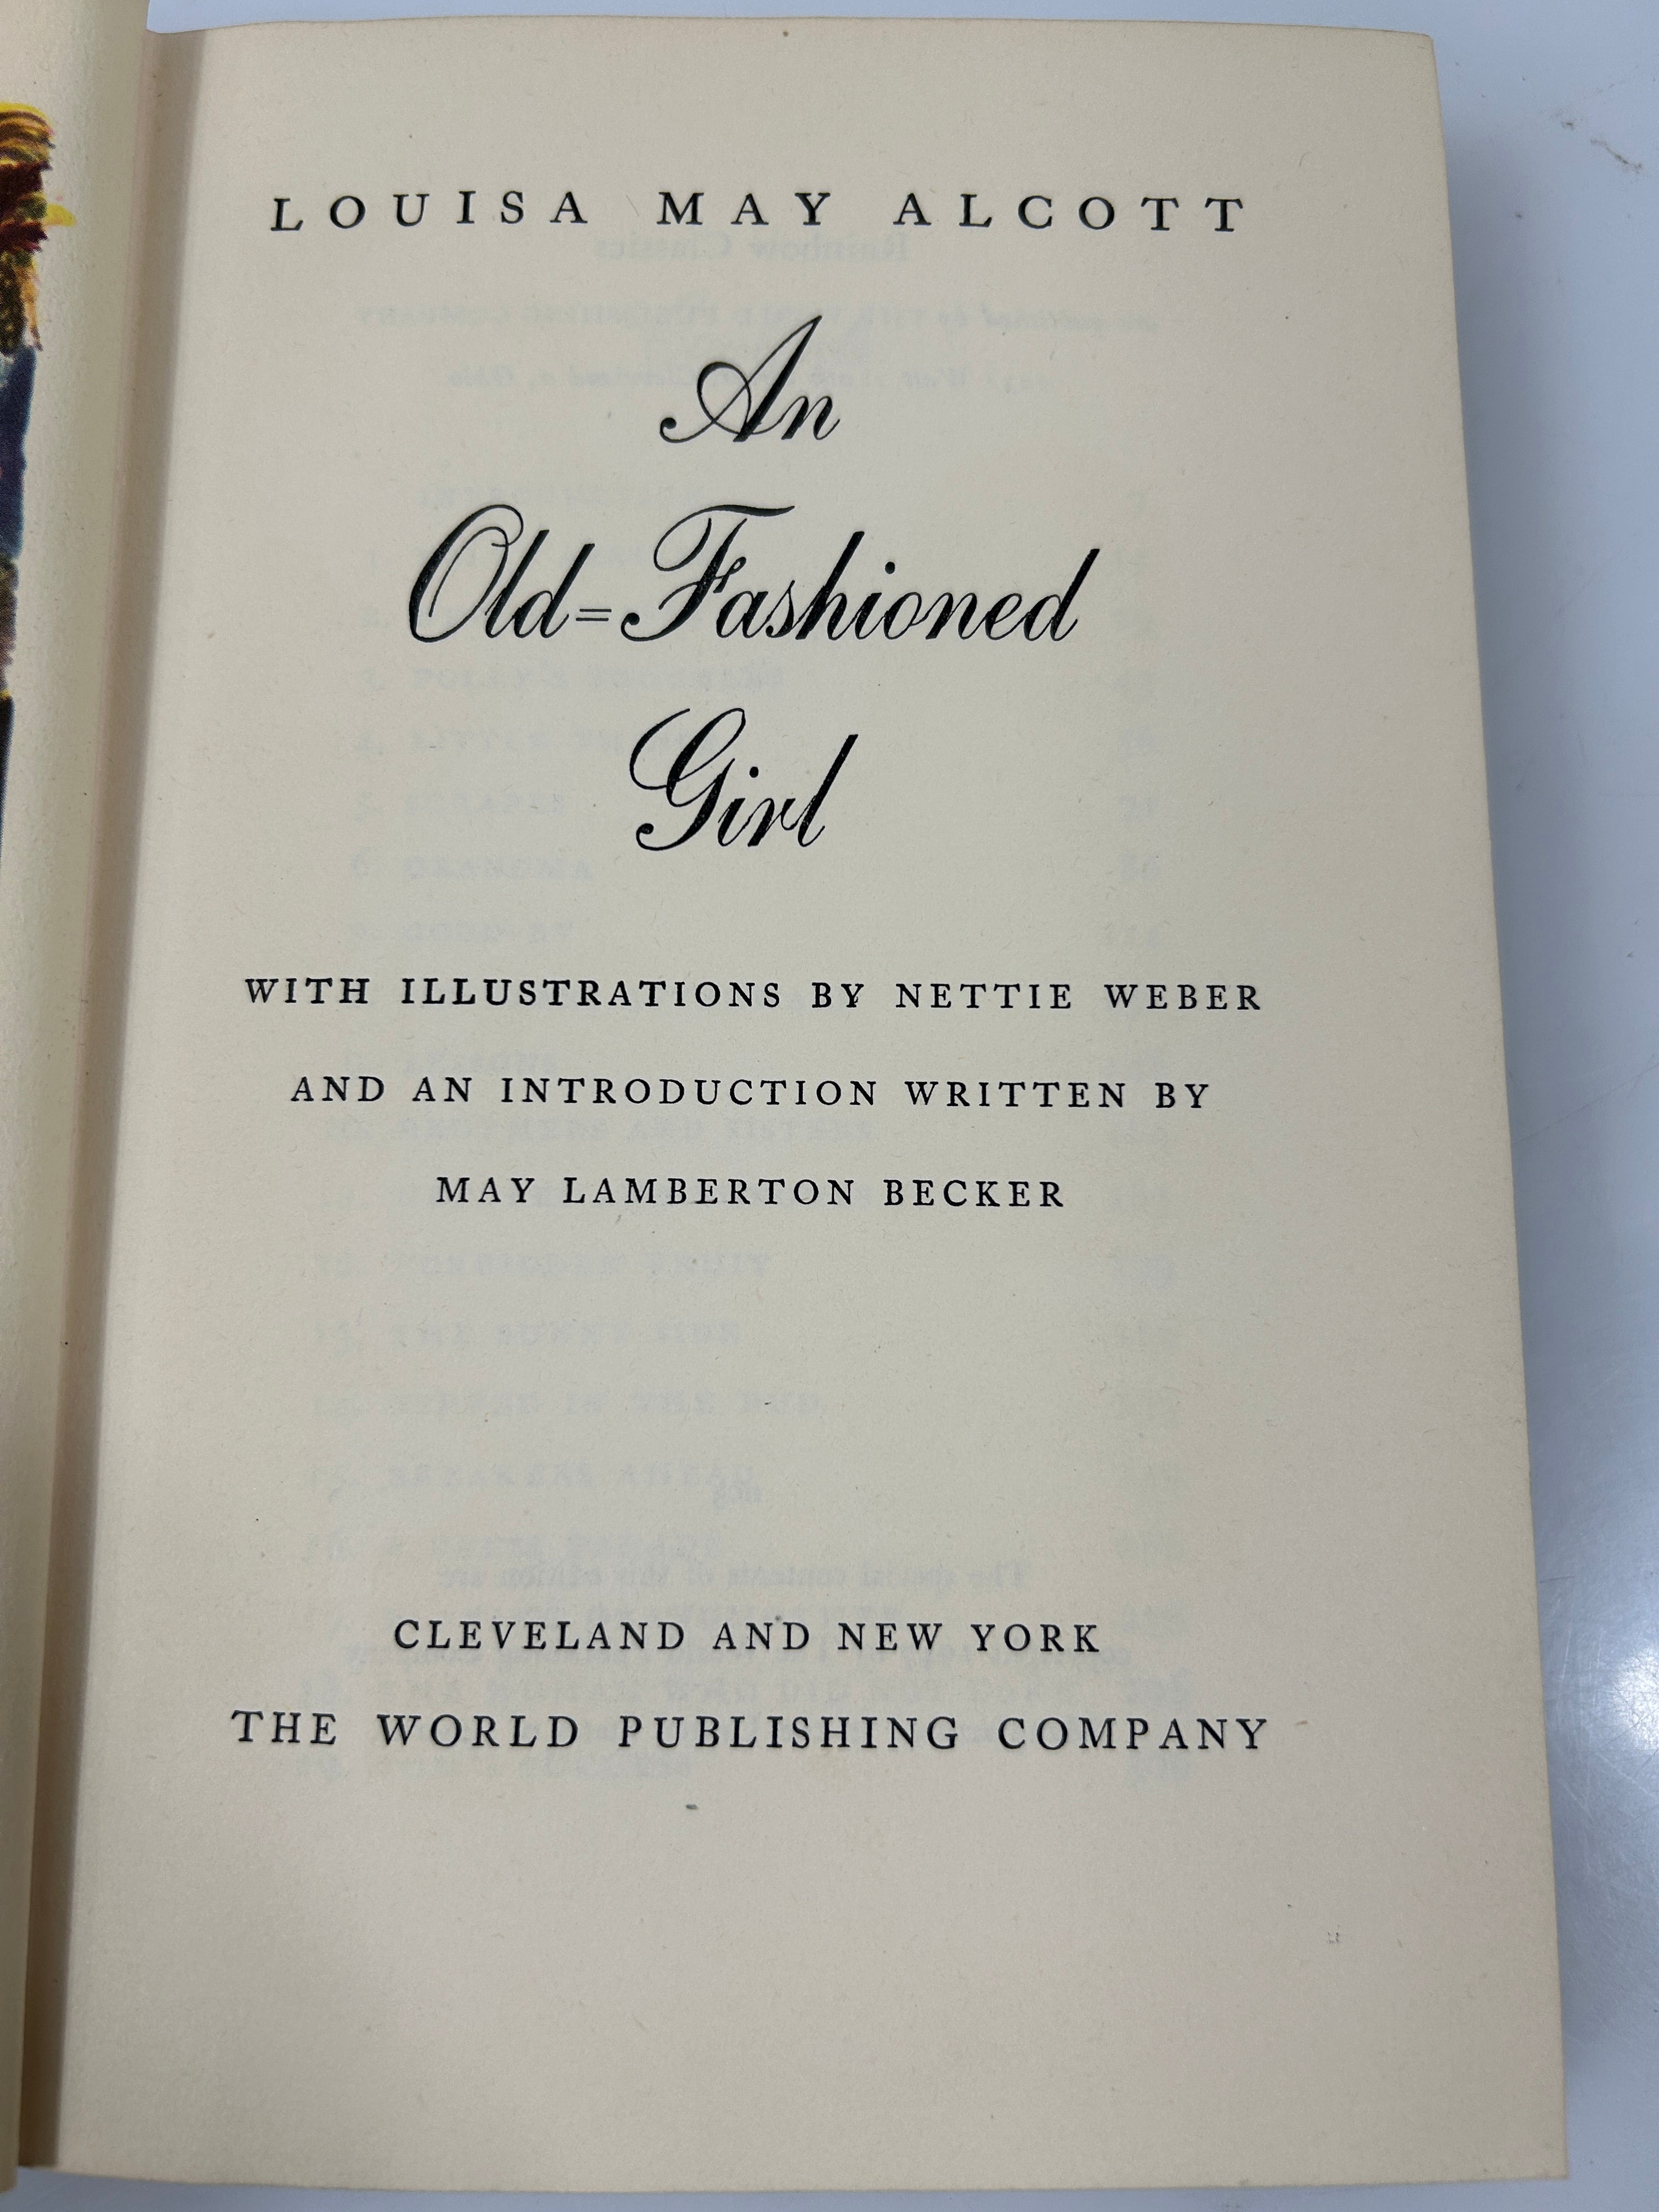 LOUISA MAY ALCOTT
An
Old=Fashioned
Girl
WITH ILLUSTRATIONS BY NETTIE WEBER
AND AN INTRODUCTION WRITTEN BY
MAY LAMBERTON BECKER
CLEVELAND AND NEW YORK
THE WORLD PUBLISHING COMPANY